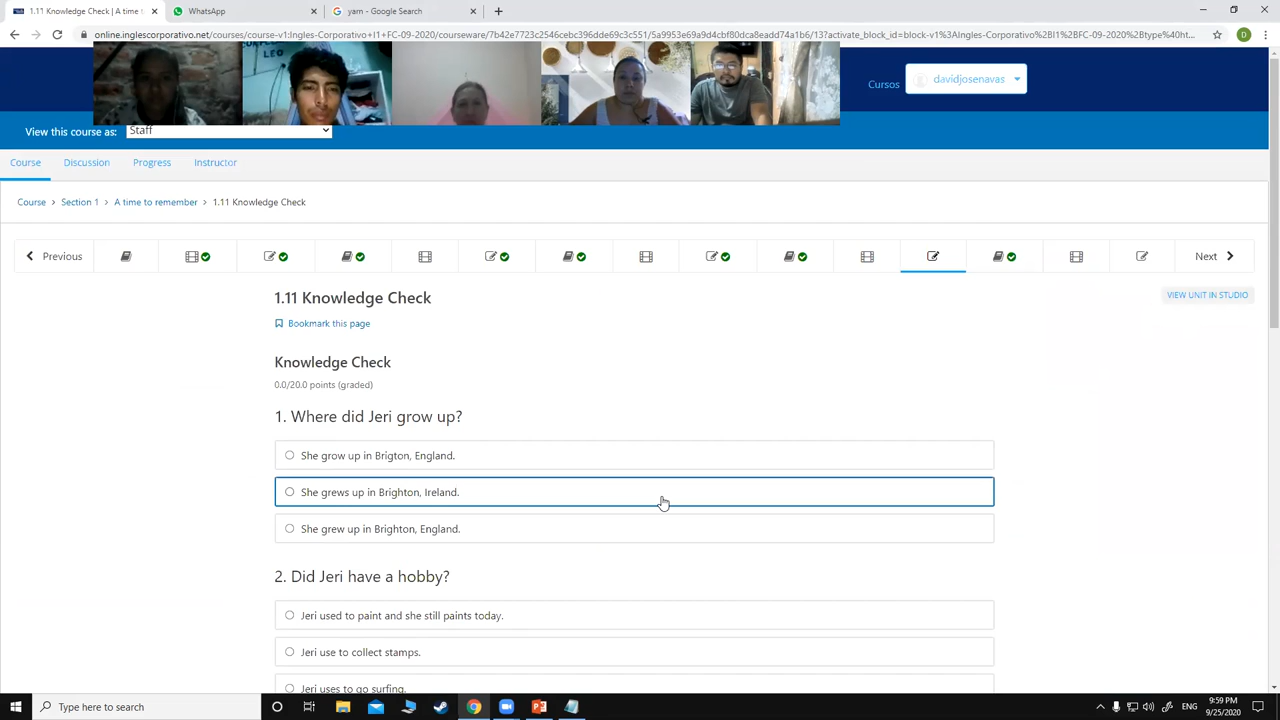 1.11 Knowledge Check | A time to
WhatsApp
yarn - Google Search
online.inglescorporativo.net/courses/course-v1:Ingles-Corporativo+I1+FC-09-2020/courseware/7b42e7723c2546cebc396dde69c3c551/5a9953e69a9d4cbf80dca8eadd74a1b6/13?activate_block_id=block-v1%3AIngles-Corporativo%2BI1%2BFC-09-2020%2Btype%40ht...
D
LEO
Cursos
davidjosenavas
View this course as:
Staff
Course
Discussion
Progress
Instructor
Course > Section 1 > A time to remember > 1.11 Knowledge Check
Previous
Next
1.11 Knowledge Check
VIEW UNIT IN STUDIO
Bookmark this page
Knowledge Check
0.0/20.0 points (graded)
1. Where did Jeri grow up?
She grow up in Brigton, England.
She grews up in Brighton, Ireland.
She grew up in Brighton, England.
2. Did Jeri have a hobby?
Jeri used to paint and she still paints today.
Jeri use to collect stamps.
Jeri uses to go surfing.
Type here to search
ENG
9:59 PM
9/25/2020